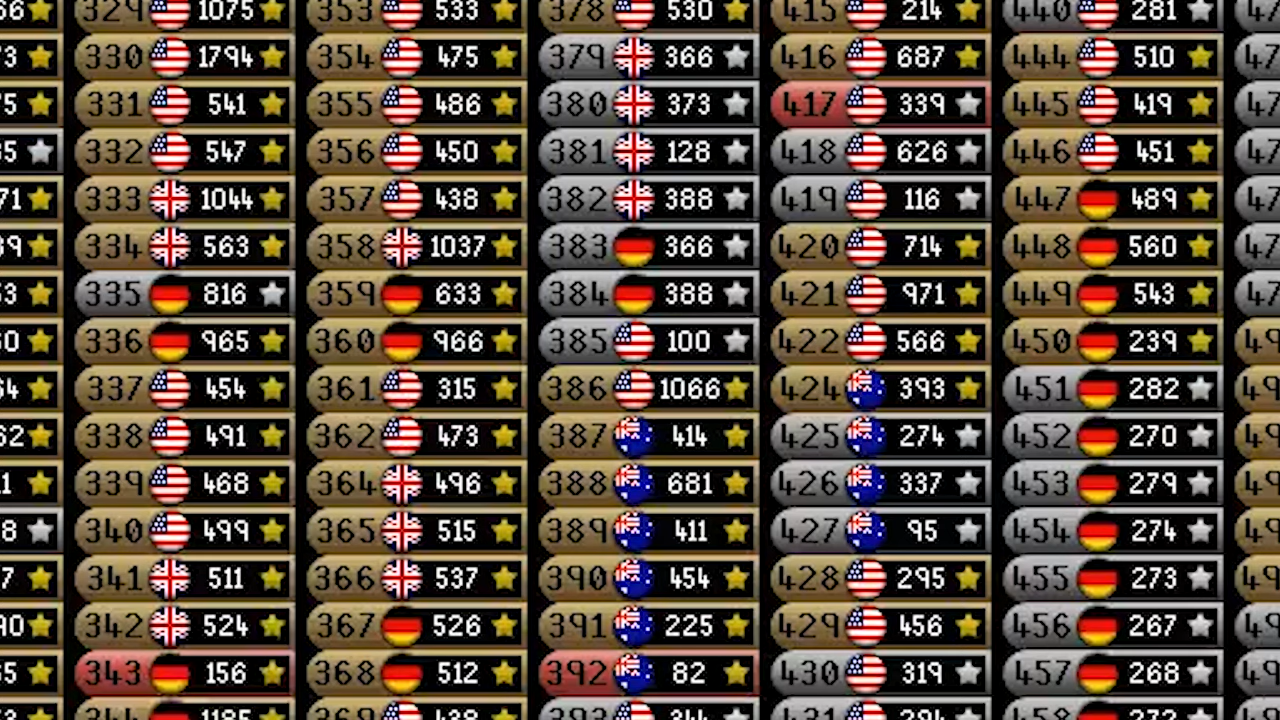 329 1075 353 533 378 530 415 214 440 281
330 1794 354 475 379 366 416 687 444 510
331 541 355 486 380 373 417 339 445 419
332 547 356 450 381 128 418 626 446 451
333 1044 357 438 382 388 419 116 447 489
334 563 358 1037 383 366 420 714 448 560
335 816 359 633 384 388 421 971 449 543
336 965 360 966 385 100 422 566 450 239
337 454 361 315 386 1066 424 393 451 282
338 491 362 473 387 414 425 274 452 270
339 468 364 496 388 681 426 337 453 279
340 499 365 515 389 411 427 95 454 274
341 511 366 537 390 454 428 295 455 273
342 524 367 526 391 225 429 456 456 267
343 156 368 512 392 82 430 319 457 268